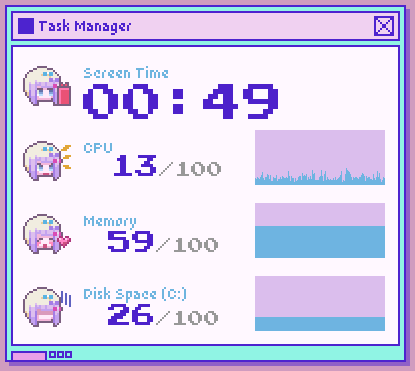 Task Manager
Screen Time
00:49
CPU
13/100
Memory
59/100
Disk Space (C:)
26/100